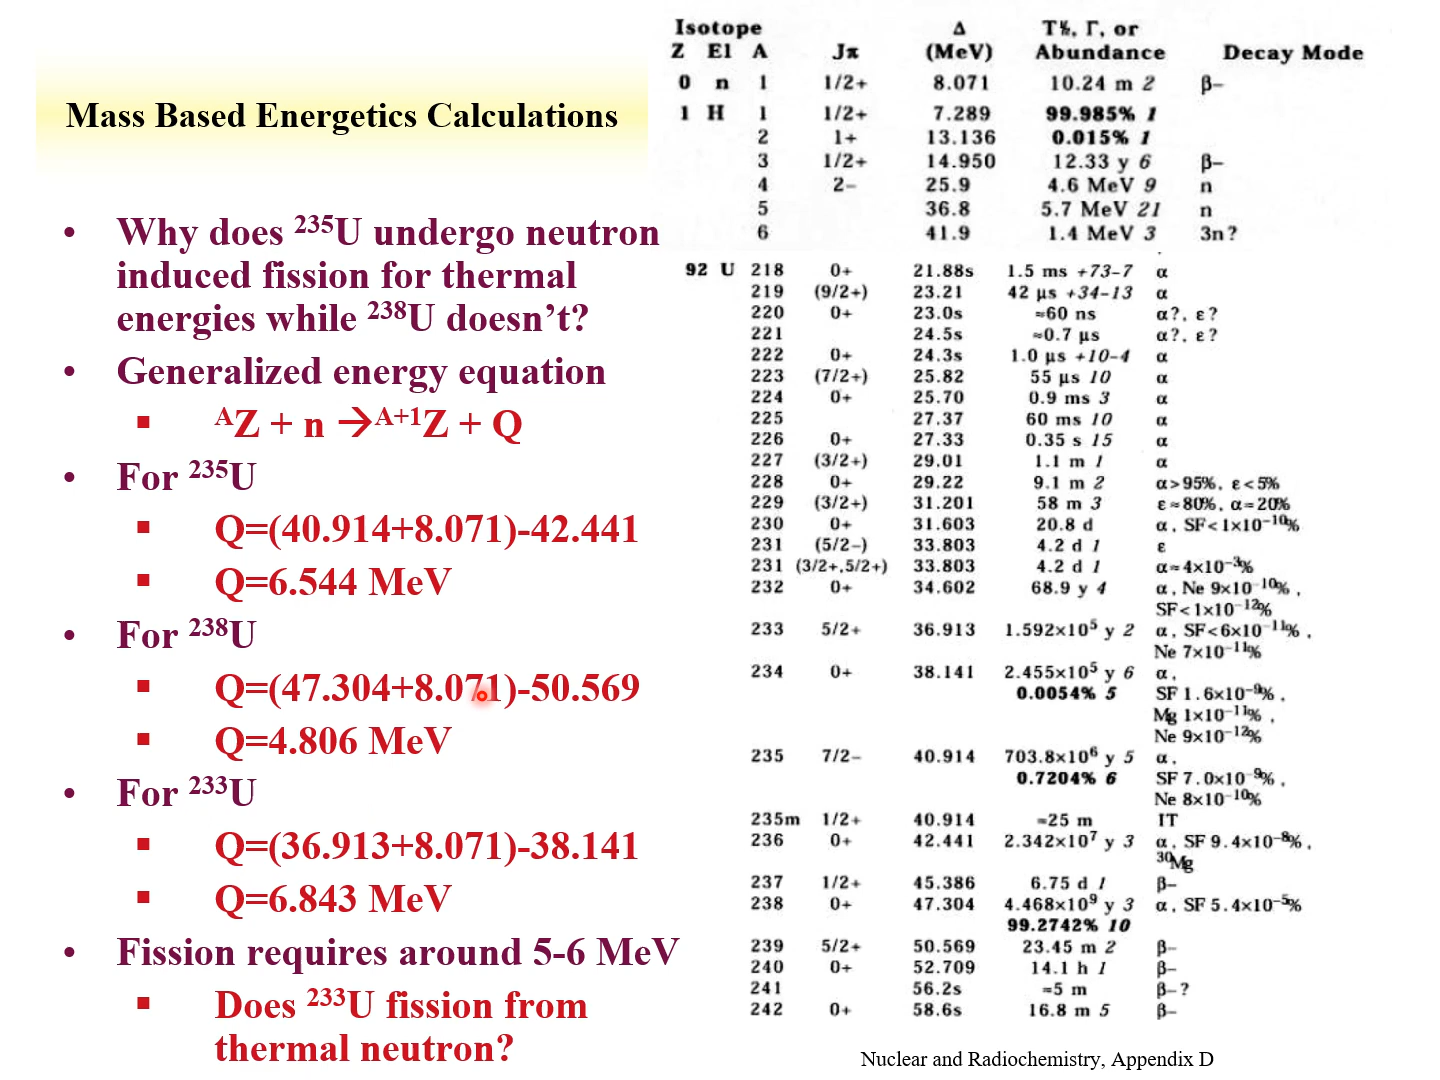 Mass Based Energetics Calculations
• Why does ²³⁵U undergo neutron
induced fission for thermal
energies while ²³⁸U doesn’t?
• Generalized energy equation
▪ ᴬZ + n →ᴬ⁺¹Z + Q
• For ²³⁵U
▪ Q=(40.914+8.071)-42.441
▪ Q=6.544 MeV
• For ²³⁸U
▪ Q=(47.304+8.071)-50.569
▪ Q=4.806 MeV
• For ²³³U
▪ Q=(36.913+8.071)-38.141
▪ Q=6.843 MeV
• Fission requires around 5-6 MeV
▪ Does ²³³U fission from
thermal neutron?
Isotope Δ T½, Γ, or
Z El A Jπ (MeV) Abundance Decay Mode
0 n 1 1/2+ 8.071 10.24 m 2 β−
1 H 1 1/2+ 7.289 99.985% 1
2 1+ 13.136 0.015% 1
3 1/2+ 14.950 12.33 y 6 β−
4 2− 25.9 4.6 MeV 9 n
5 36.8 5.7 MeV 21 n
6 41.9 1.4 MeV 3 3n?
92 U 218 0+ 21.88s 1.5 ms +73-7 α
219 (9/2+) 23.21 42 μs +34-13 α
220 0+ 23.0s ≈60 ns α?, ε?
221 24.5s ≈0.7 μs α?, ε?
222 0+ 24.3s 1.0 μs +10-4 α
223 (7/2+) 25.82 55 μs 10 α
224 0+ 25.70 0.9 ms 3 α
225 27.37 60 ms 10 α
226 0+ 27.33 0.35 s 15 α
227 (3/2+) 29.01 1.1 m 1 α
228 0+ 29.22 9.1 m 2 α>95%, ε<5%
229 (3/2+) 31.201 58 m 3 ε≈80%, α≈20%
230 0+ 31.603 20.8 d α, SF<1×10⁻¹⁰%
231 (5/2−) 33.803 4.2 d 1 ε
231 (3/2+,5/2+) 33.803 4.2 d 1 α≈4×10⁻³%
232 0+ 34.602 68.9 y 4 α, Ne 9×10⁻¹⁰%,
SF<1×10⁻¹²%
233 5/2+ 36.913 1.592×10⁵ y 2 α, SF<6×10⁻¹¹%,
Ne 7×10⁻¹¹%
234 0+ 38.141 2.455×10⁵ y 6 α,
0.0054% 5 SF 1.6×10⁻⁹%,
Mg 1×10⁻¹¹%,
Ne 9×10⁻¹²%
235 7/2− 40.914 703.8×10⁶ y 5 α,
0.7204% 6 SF 7.0×10⁻⁹%,
Ne 8×10⁻¹⁰%
235m 1/2+ 40.914 ≈25 m IT
236 0+ 42.441 2.342×10⁷ y 3 α, SF 9.4×10⁻⁸%,
³⁰Mg
237 1/2+ 45.386 6.75 d 1 β−
238 0+ 47.304 4.468×10⁹ y 3 α, SF 5.4×10⁻⁵%
99.2742% 10
239 5/2+ 50.569 23.45 m 2 β−
240 0+ 52.709 14.1 h 1 β−
241 56.2s ≈5 m β−?
242 0+ 58.6s 16.8 m 5 β−
Nuclear and Radiochemistry, Appendix D